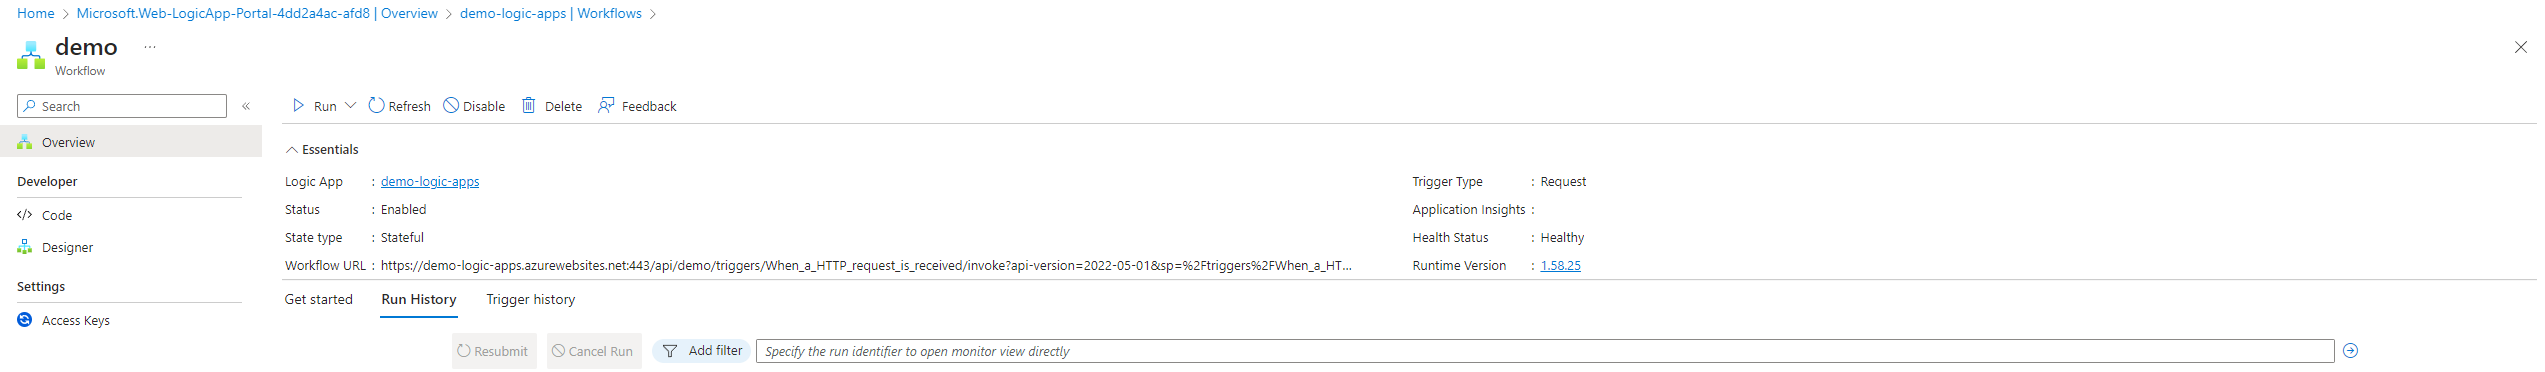 Home > Microsoft.Web-LogicApp-Portal-4dd2a4ac-afd8 | Overview > demo-logic-apps | Workflows >
demo ...
Workflow
Search «
Run Refresh Disable Delete Feedback
Overview
Essentials
Developer
Logic App : demo-logic-apps Trigger Type : Request
Code
Status : Enabled Application Insights :
Designer
State type : Stateful Health Status : Healthy
Workflow URL : https://demo-logic-apps.azurewebsites.net:443/api/demo/triggers/When_a_HTTP_request_is_received/invoke?api-version=2022-05-01&sp=%2Ftriggers%2FWhen_a_HT... Runtime Version : 1.58.25
Settings
Get started Run History Trigger history
Access Keys
Resubmit Cancel Run Add filter Specify the run identifier to open monitor view directly